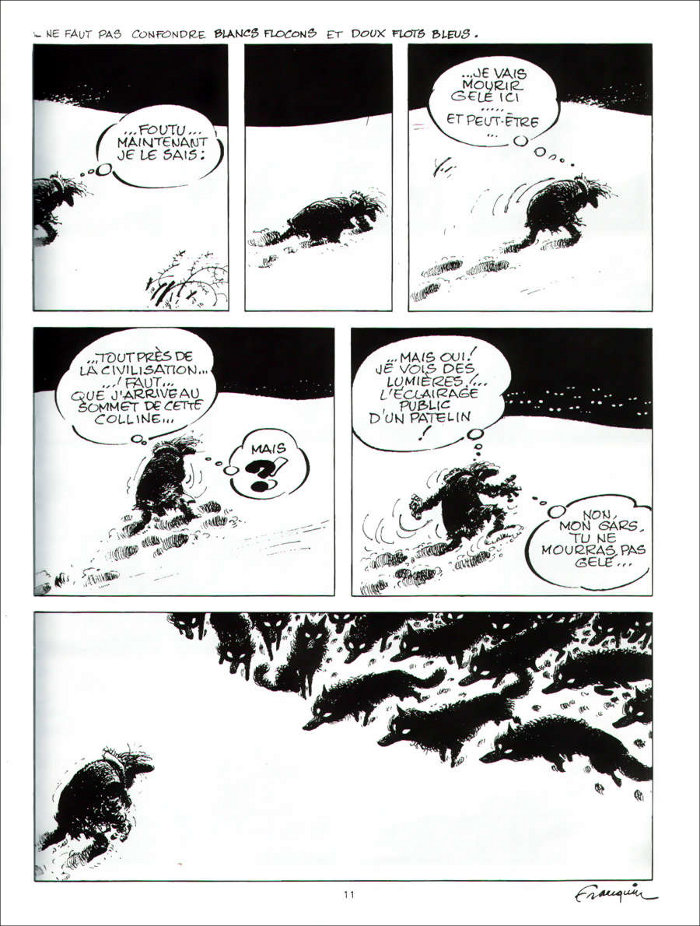 NE FAUT PAS CONFONDRE BLANCS FLOCONS ET DOUX FLOTS BLEUS.
...FOUTU...
MAINTENANT
JE LE SAIS:
...JE VAIS
MOURIR
GELÉ ICI
.....
ET PEUT-ÊTRE
...
...TOUT PRÈS DE
LA CIVILISATION...
...! FAUT...
QUE J'ARRIVE AU
SOMMET DE CETTE
COLLINE...
MAIS
?!
...MAIS OUI!
JE VOIS DES
LUMIÈRES!...
L'ÉCLAIRAGE
PUBLIC
D'UN PATELIN
!
NON,
MON GARS,
TU NE
MOURRAS PAS
GELÉ...
11
Franquin